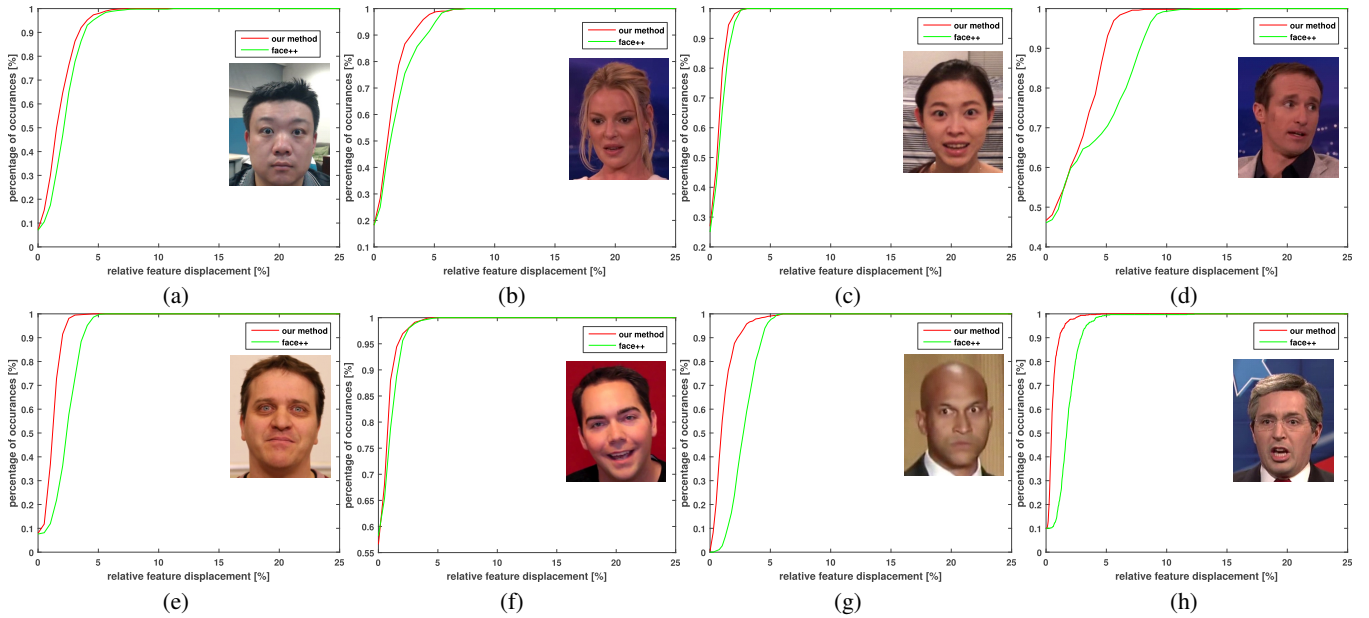 percentage of occurances [%]
1
0.9
0.8
0.7
0.6
0.5
0.4
0.3
0.2
0.1
0
0 5 10 15 20 25
relative feature displacement [%]
our method
face++
(a)
percentage of occurances [%]
1
0.9
0.8
0.7
0.6
0.5
0.4
0.3
0.2
0.1
0 5 10 15 20 25
relative feature displacement [%]
our method
face++
(b)
percentage of occurances [%]
1
0.9
0.8
0.7
0.6
0.5
0.4
0.3
0.2
0 5 10 15 20 25
relative feature displacement [%]
our method
face++
(c)
percentage of occurances [%]
1
0.9
0.8
0.7
0.6
0.5
0.4
0 5 10 15 20 25
relative feature displacement [%]
our method
face++
(d)
percentage of occurances [%]
1
0.9
0.8
0.7
0.6
0.5
0.4
0.3
0.2
0.1
0
0 5 10 15 20 25
relative feature displacement [%]
our method
face++
(e)
percentage of occurances [%]
1
0.95
0.9
0.85
0.8
0.75
0.7
0.65
0.6
0.55
0 5 10 15 20 25
relative feature displacement [%]
our method
face++
(f)
percentage of occurances [%]
1
0.9
0.8
0.7
0.6
0.5
0.4
0.3
0.2
0.1
0
0 5 10 15 20 25
relative feature displacement [%]
our method
face++
(g)
percentage of occurances [%]
1
0.9
0.8
0.7
0.6
0.5
0.4
0.3
0.2
0.1
0
0 5 10 15 20 25
relative feature displacement [%]
our method
face++
(h)